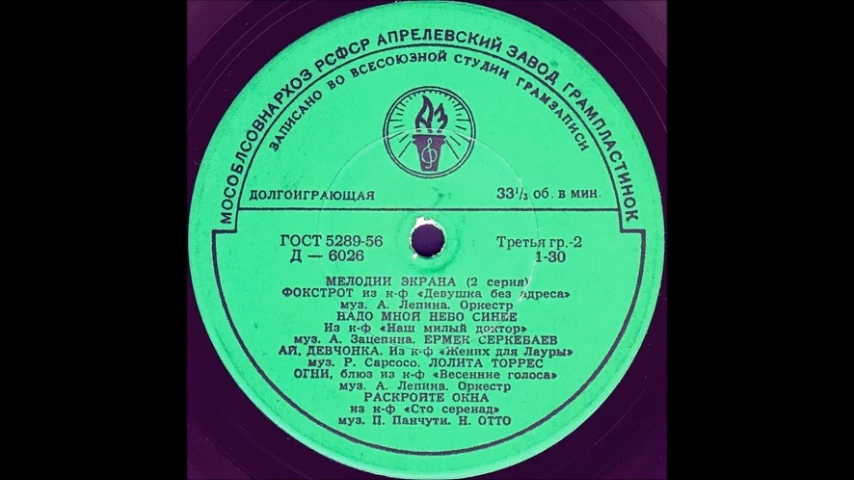 МОСОБЛСОВНАРХОЗ РСФСР АПРЕЛЕВСКИЙ ЗАВОД ГРАМПЛАСТИНОК
ЗАПИСАНО ВО ВСЕСОЮЗНОЙ СТУДИИ ГРАМЗАПИСИ
АЗ
ДОЛГОИГРАЮЩАЯ 33⅓ об. в мин.
ГОСТ 5289-56 Третья гр.-2
Д — 6026 1-30
МЕЛОДИИ ЭКРАНА (2 серия)
ФОКСТРОТ из к-ф «Девушка без адреса»
муз. А. Лепина. Оркестр
НАДО МНОЙ НЕБО СИНЕЕ
Из к-ф «Наш милый доктор»
муз. А. Зацепина. ЕРМЕК СЕРКЕБАЕВ
АЙ, ДЕВЧОНКА. Из к-ф «Жених для Лауры»
муз. Р. Сарсосо. ЛОЛИТА ТОРРЕС
ОГНИ, блюз из к-ф «Весенние голоса»
муз. А. Лепина. Оркестр
РАСКРОЙТЕ ОКНА
из к-ф «Сто серенад»
муз. П. Панчути. Н. ОТТО